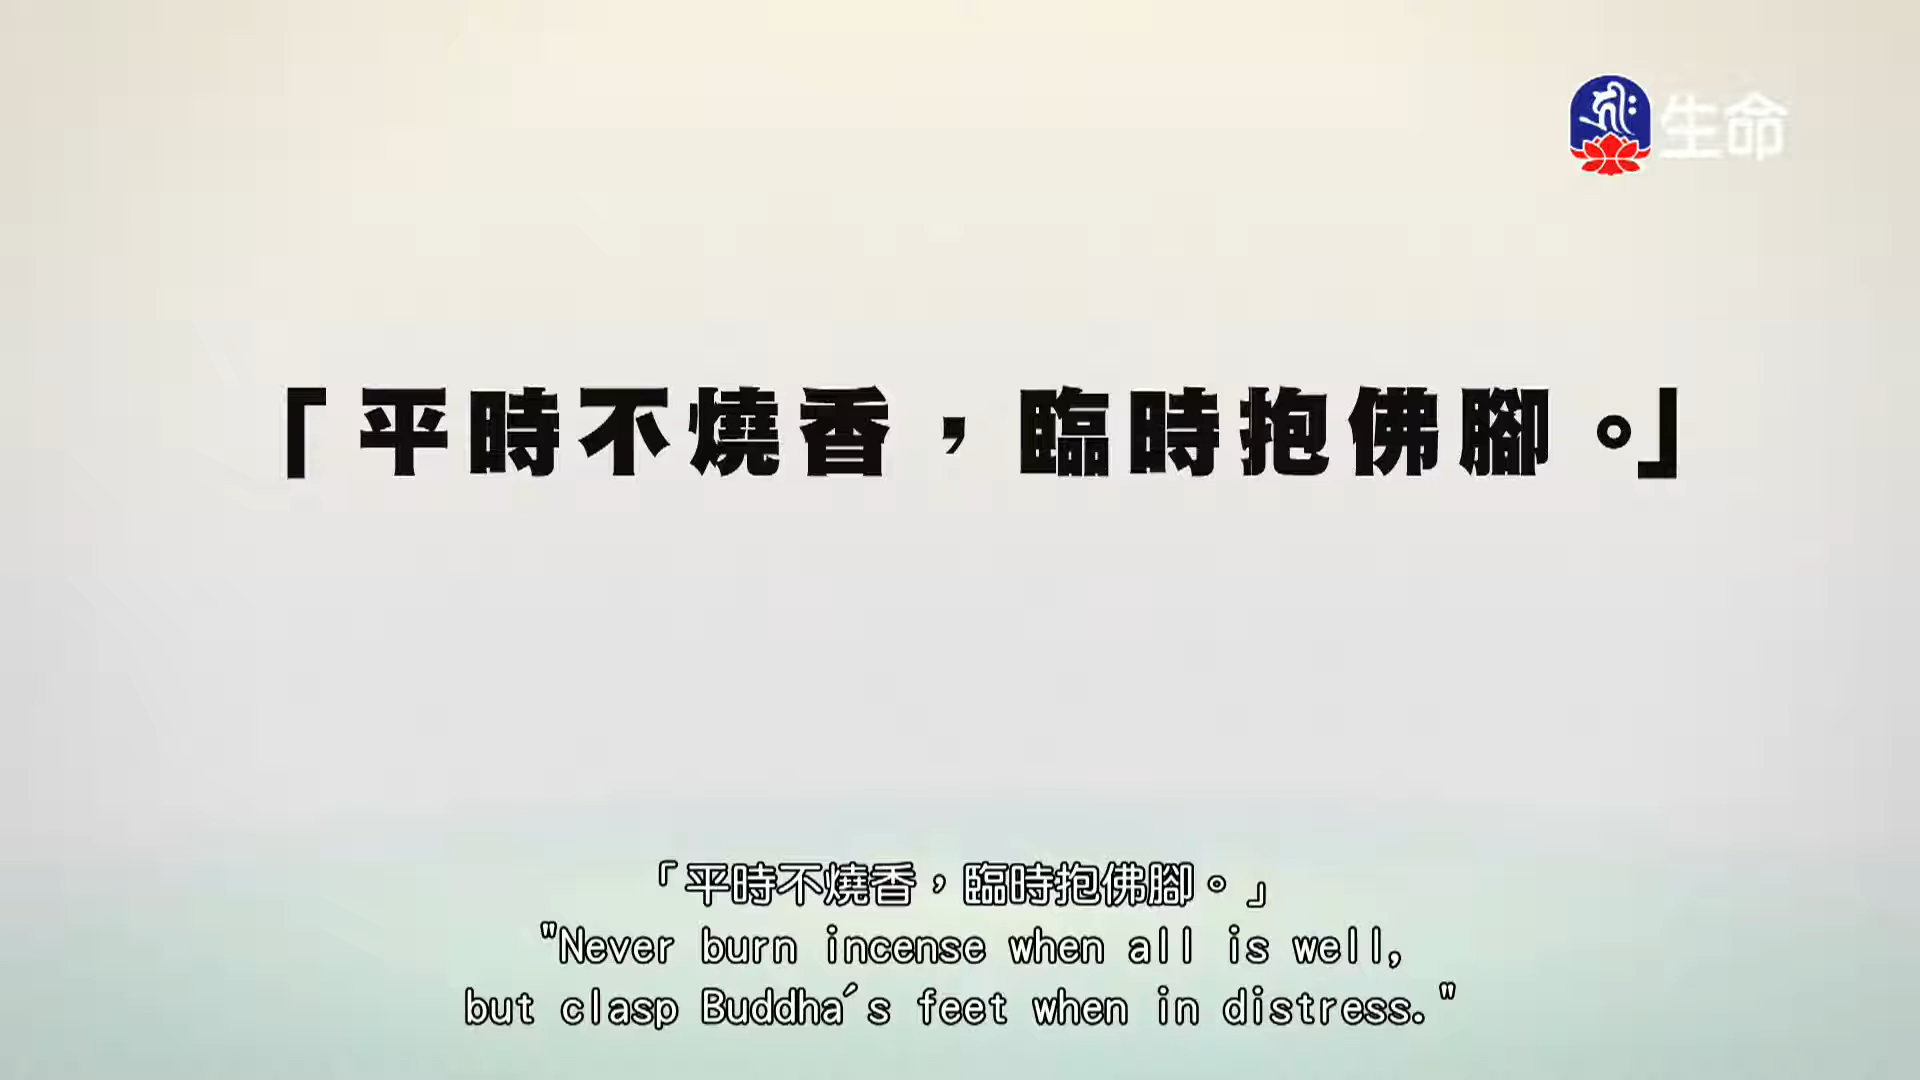 生命
「平時不燒香，臨時抱佛腳。」
「平時不燒香，臨時抱佛腳。」
"Never burn incense when all is well,
but clasp Buddha´s feet when in distress."